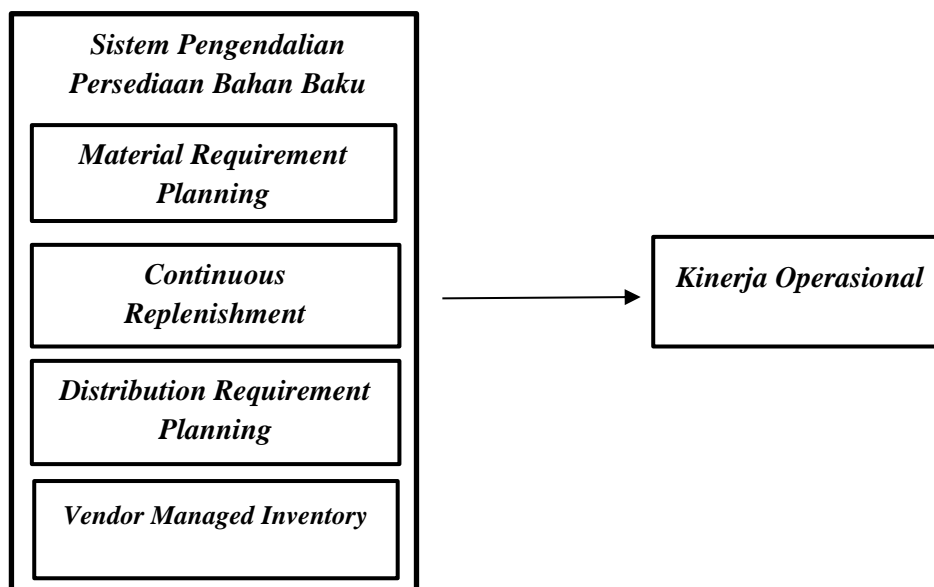 Sistem Pengendalian
Persediaan Bahan Baku
Material Requirement
Planning
Continuous
Replenishment
Distribution Requirement
Planning
Vendor Managed Inventory
Kinerja Operasional